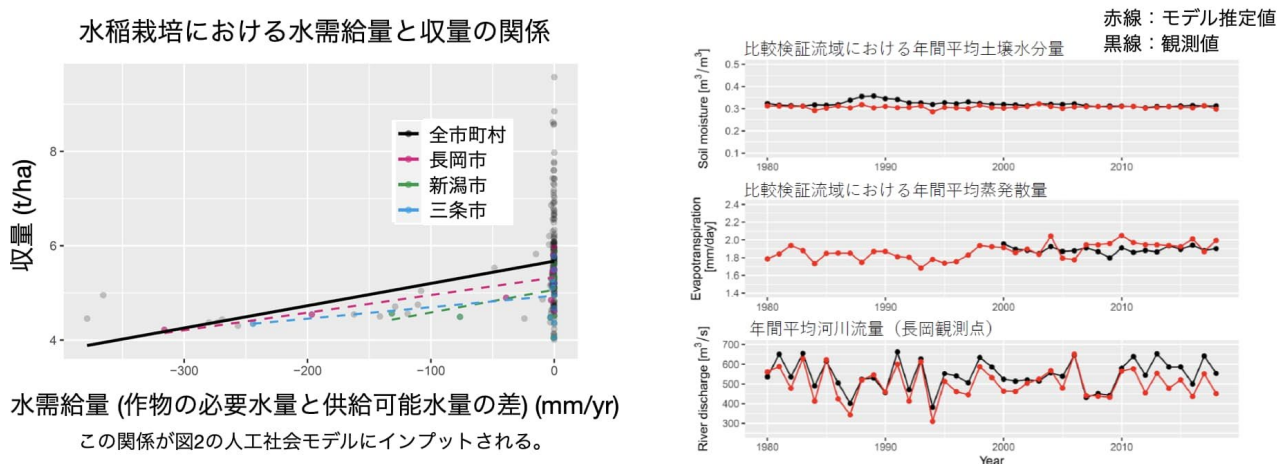 水稲栽培における水需給量と収量の関係
収量 (t/ha)
8
6
4
全市町村
長岡市
新潟市
三条市
-300
-200
-100
0
水需給量 (作物の必要水量と供給可能水量の差) (mm/yr)
この関係が図2の人工社会モデルにインプットされる。
赤線：モデル推定値
黒線：観測値
比較検証流域における年間平均土壌水分量
Soil moisture [m³/m³]
0.5
0.4
0.3
0.2
0.1
1980
1990
2000
2010
比較検証流域における年間平均蒸発散量
Evapotranspiration
[mm/day]
2.4
2.2
2.0
1.8
1.6
1.4
1980
1990
2000
2010
年間平均河川流量（長岡観測点）
River discharge [m³/s]
700
600
500
400
300
1980
1990
2000
2010
Year